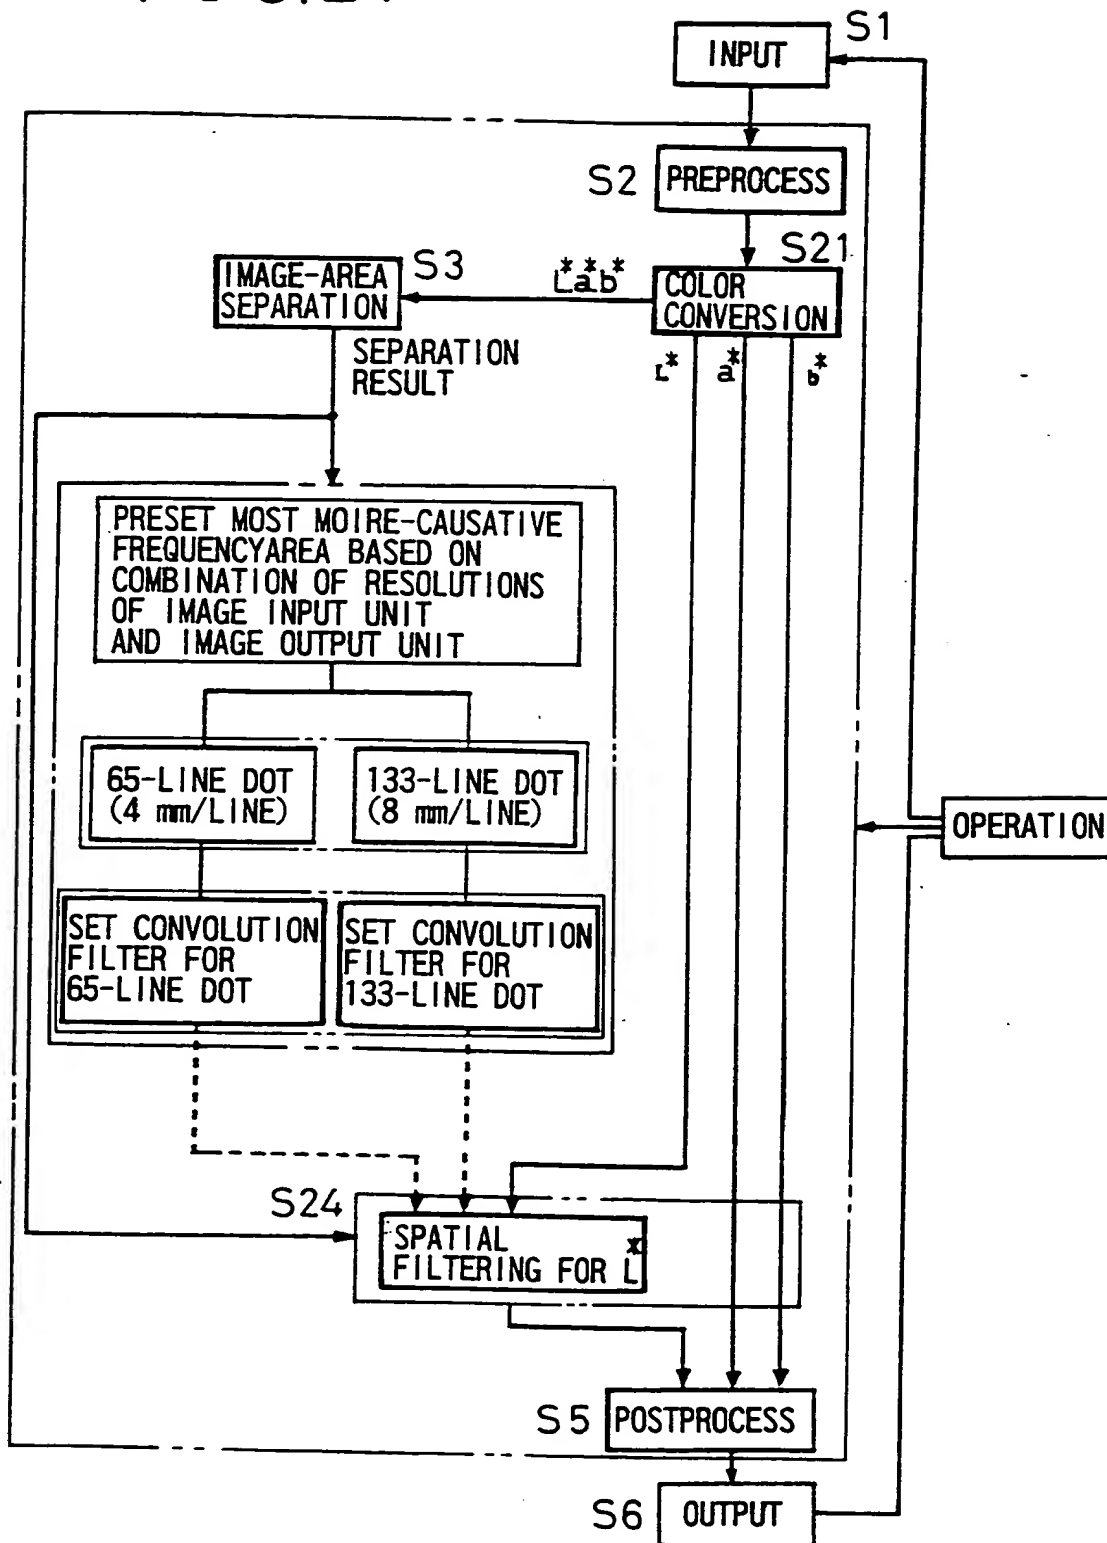 S1
INPUT
S2
PREPROCESS
S21
COLOR
CONVERSION
L*a*b*
S3
IMAGE-AREA
SEPARATION
SEPARATION
RESULT
L*
a*
b*
PRESET MOST MOIRE-CAUSATIVE
FREQUENCYAREA BASED ON
COMBINATION OF RESOLUTIONS
OF IMAGE INPUT UNIT
AND IMAGE OUTPUT UNIT
65-LINE DOT
(4 mm/LINE)
133-LINE DOT
(8 mm/LINE)
OPERATION
SET CONVOLUTION
FILTER FOR
65-LINE DOT
SET CONVOLUTION
FILTER FOR
133-LINE DOT
S24
SPATIAL
FILTERING FOR L*
S5
POSTPROCESS
S6
OUTPUT